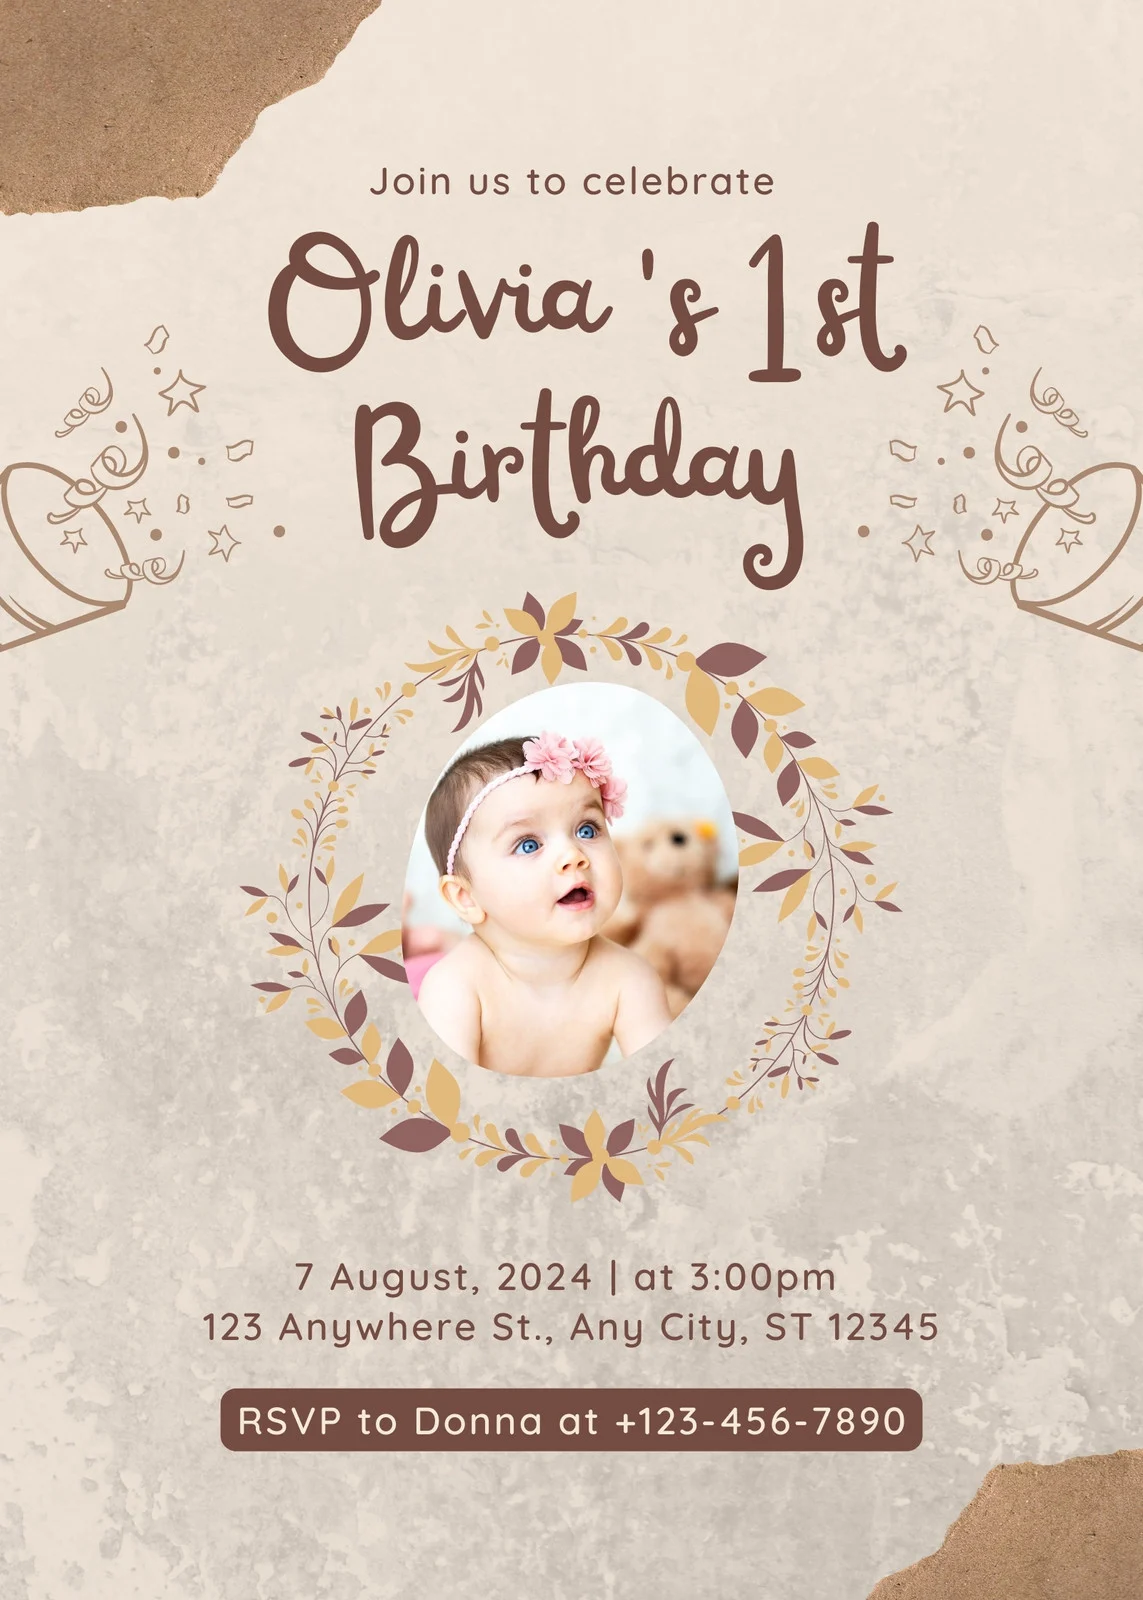 Join us to celebrate
Olivia 's 1st
Birthday
7 August, 2024 | at 3:00pm
123 Anywhere St., Any City, ST 12345
RSVP to Donna at +123-456-7890